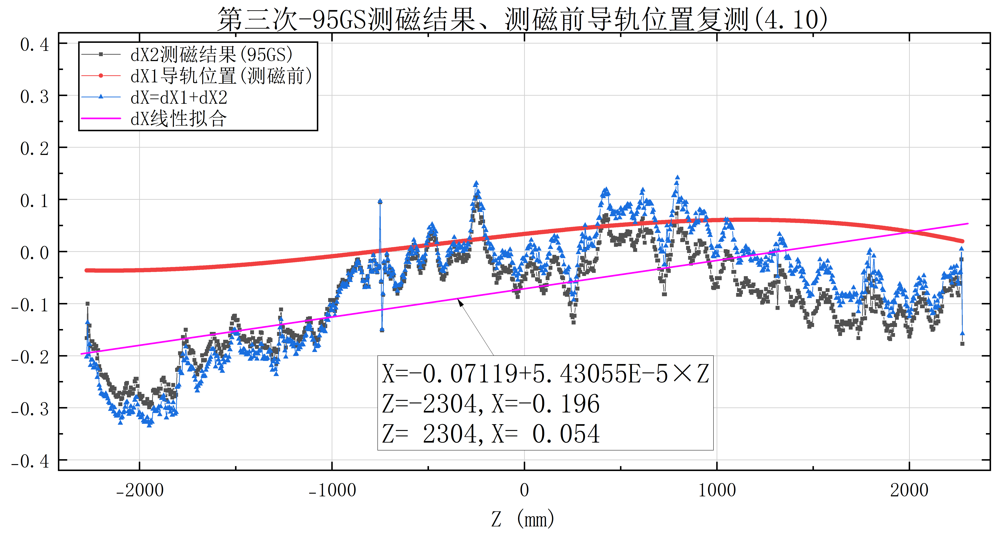 第三次-95GS测磁结果、测磁前导轨位置复测(4.10)
dX2测磁结果(95GS)
dX1导轨位置(测磁前)
dX=dX1+dX2
dX线性拟合
0.4
0.3
0.2
0.1
0.0
-0.1
-0.2
-0.3
-0.4
X=-0.07119+5.43055E-5×Z
Z=-2304,X=-0.196
Z= 2304,X= 0.054
-2000
-1000
0
1000
2000
Z (mm)